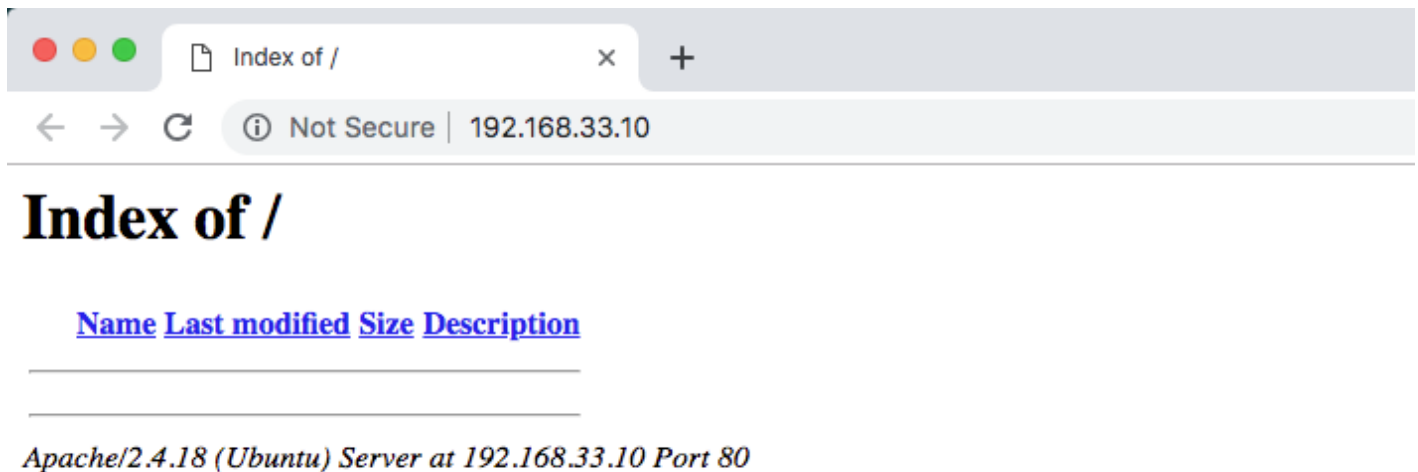 Index of /
Not Secure | 192.168.33.10
Index of /
Name Last modified Size Description
Apache/2.4.18 (Ubuntu) Server at 192.168.33.10 Port 80